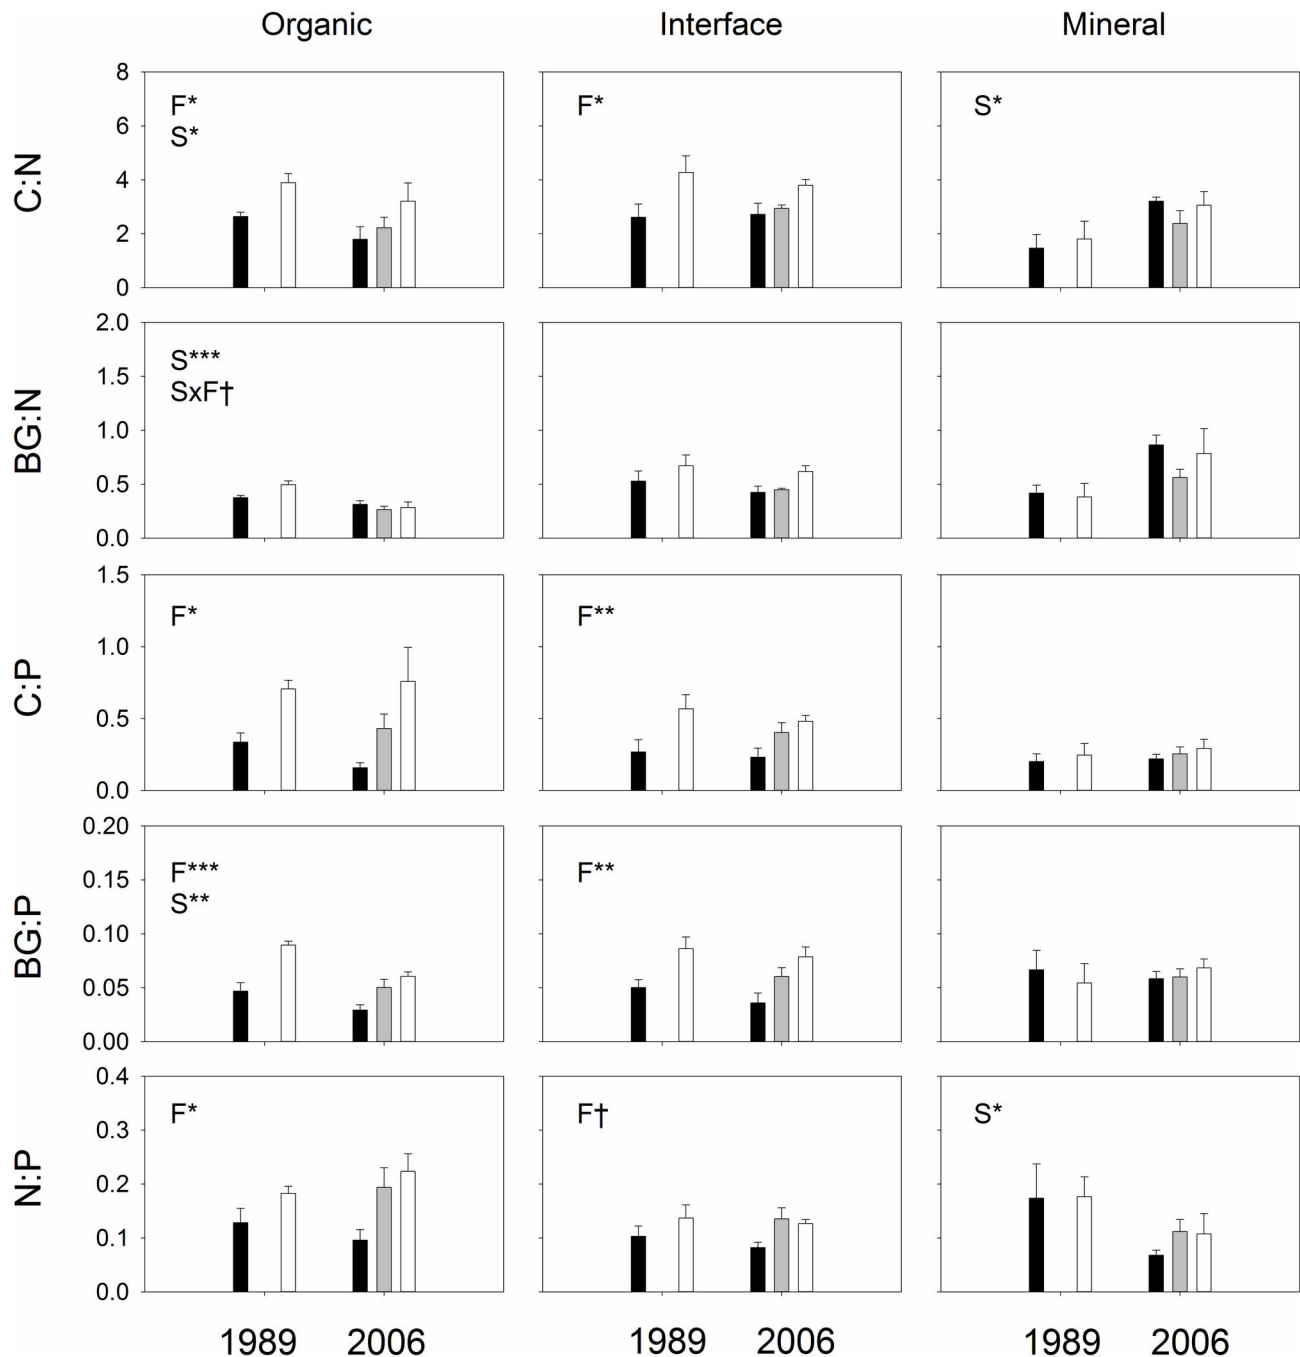 Organic Interface Mineral
C:N
8
6
4
2
0
F*
S*
F*
S*
BG:N
2.0
1.5
1.0
0.5
0.0
S***
SxF†
C:P
1.5
1.0
0.5
0.0
F*
F**
BG:P
0.20
0.15
0.10
0.05
0.00
F***
S**
F**
N:P
0.4
0.3
0.2
0.1
0.0
F*
F†
S*
1989 2006 1989 2006 1989 2006